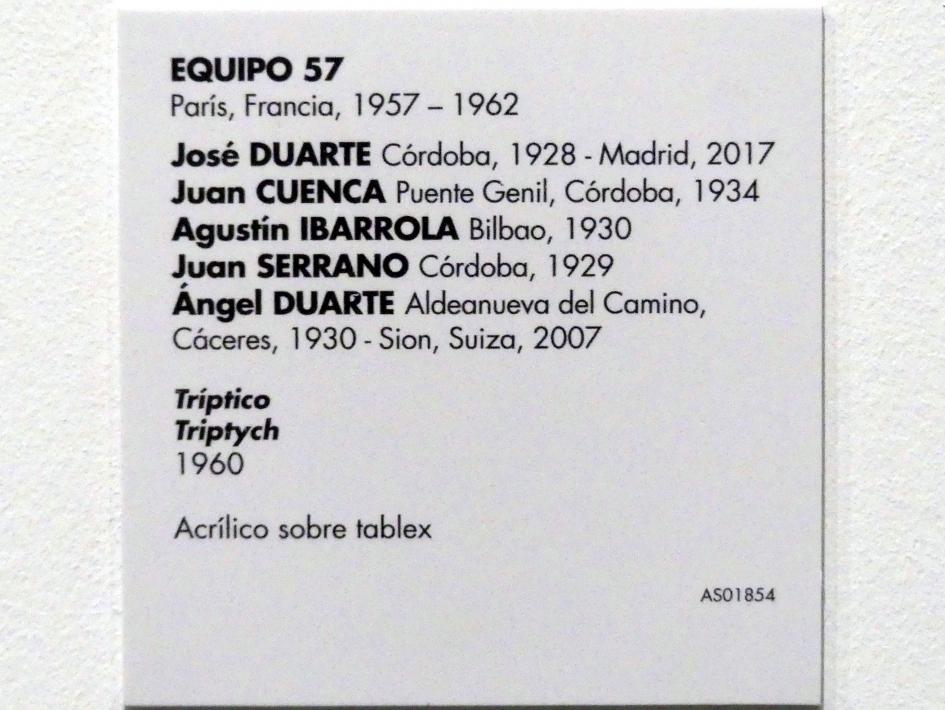 EQUIPO 57
París, Francia, 1957 – 1962
José DUARTE Córdoba, 1928 - Madrid, 2017
Juan CUENCA Puente Genil, Córdoba, 1934
Agustín IBARROLA Bilbao, 1930
Juan SERRANO Córdoba, 1929
Ángel DUARTE Aldeanueva del Camino,
Cáceres, 1930 - Sion, Suiza, 2007
Tríptico
Triptych
1960
Acrílico sobre tablex
AS01854